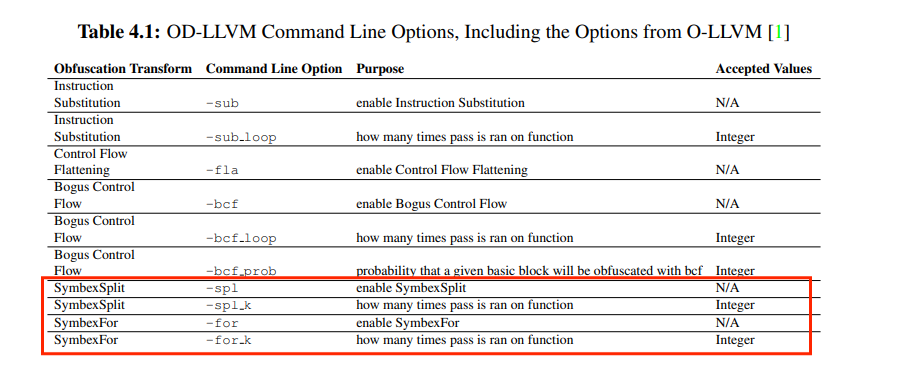 Table 4.1: OD-LLVM Command Line Options, Including the Options from O-LLVM [1]
Obfuscation Transform Command Line Option Purpose Accepted Values
Instruction
Substitution -sub enable Instruction Substitution N/A
Instruction
Substitution -sub_loop how many times pass is ran on function Integer
Control Flow
Flattening -fla enable Control Flow Flattening N/A
Bogus Control
Flow -bcf enable Bogus Control Flow N/A
Bogus Control
Flow -bcf_loop how many times pass is ran on function Integer
Bogus Control
Flow -bcf_prob probability that a given basic block will be obfuscated with bcf Integer
SymbexSplit -spl enable SymbexSplit N/A
SymbexSplit -spl_k how many times pass is ran on function Integer
SymbexFor -for enable SymbexFor N/A
SymbexFor -for_k how many times pass is ran on function Integer